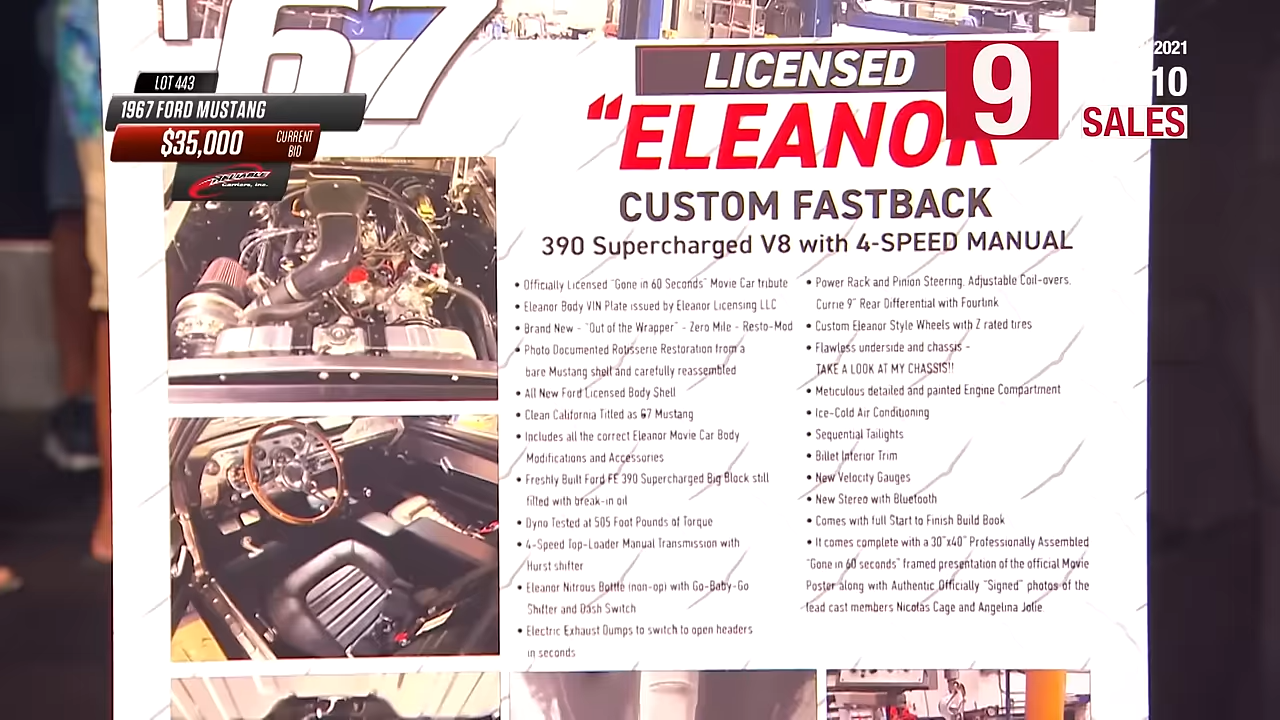 '67
LOT 443
1967 FORD MUSTANG
$35,000
CURRENT
BID
RELIABLE
Carriers, Inc.
9
2021
10
SALES
LICENSED
"ELEANOR
CUSTOM FASTBACK
390 Supercharged V8 with 4-SPEED MANUAL
• Officially Licensed "Gone in 60 Seconds" Movie Car tribute
• Eleanor Body VIN Plate issued by Eleanor Licensing LLC
• Brand New - "Out of the Wrapper" - Zero Mile - Resto-Mod
• Photo Documented Rotisserie Restoration from a
bare Mustang shell and carefully reassembled
• All New Ford Licensed Body Shell
• Clean California Titled as 67 Mustang
• Includes all the correct Eleanor Movie Car Body
Modifications and Accessories
• Freshly Built Ford FE 390 Supercharged Big Block still
filled with break-in oil
• Dyno Tested at 505 Foot Pounds of Torque
• 4-Speed Top-Loader Manual Transmission with
Hurst shifter
• Eleanor Nitrous Bottle (non-op) with Go-Baby-Go
Shifter and Dash Switch
• Electric Exhaust Dumps to switch to open headers
in seconds
• Power Rack and Pinion Steering, Adjustable Coil-overs,
Currie 9" Rear Differential with Fourlink
• Custom Eleanor Style Wheels with Z rated tires
• Flawless underside and chassis -
TAKE A LOOK AT MY CHASSIS!!
• Meticulous detailed and painted Engine Compartment
• Ice-Cold Air Conditioning
• Sequential Tailights
• Billet Interior Trim
• New Velocity Gauges
• New Stereo with Bluetooth
• Comes with full Start to Finish Build Book
• It comes complete with a 30"x40" Professionally Assembled
"Gone in 60 seconds" framed presentation of the official Movie
Poster along with Authentic Officially "Signed" photos of the
lead cast members Nicolas Cage and Angelina Jolie